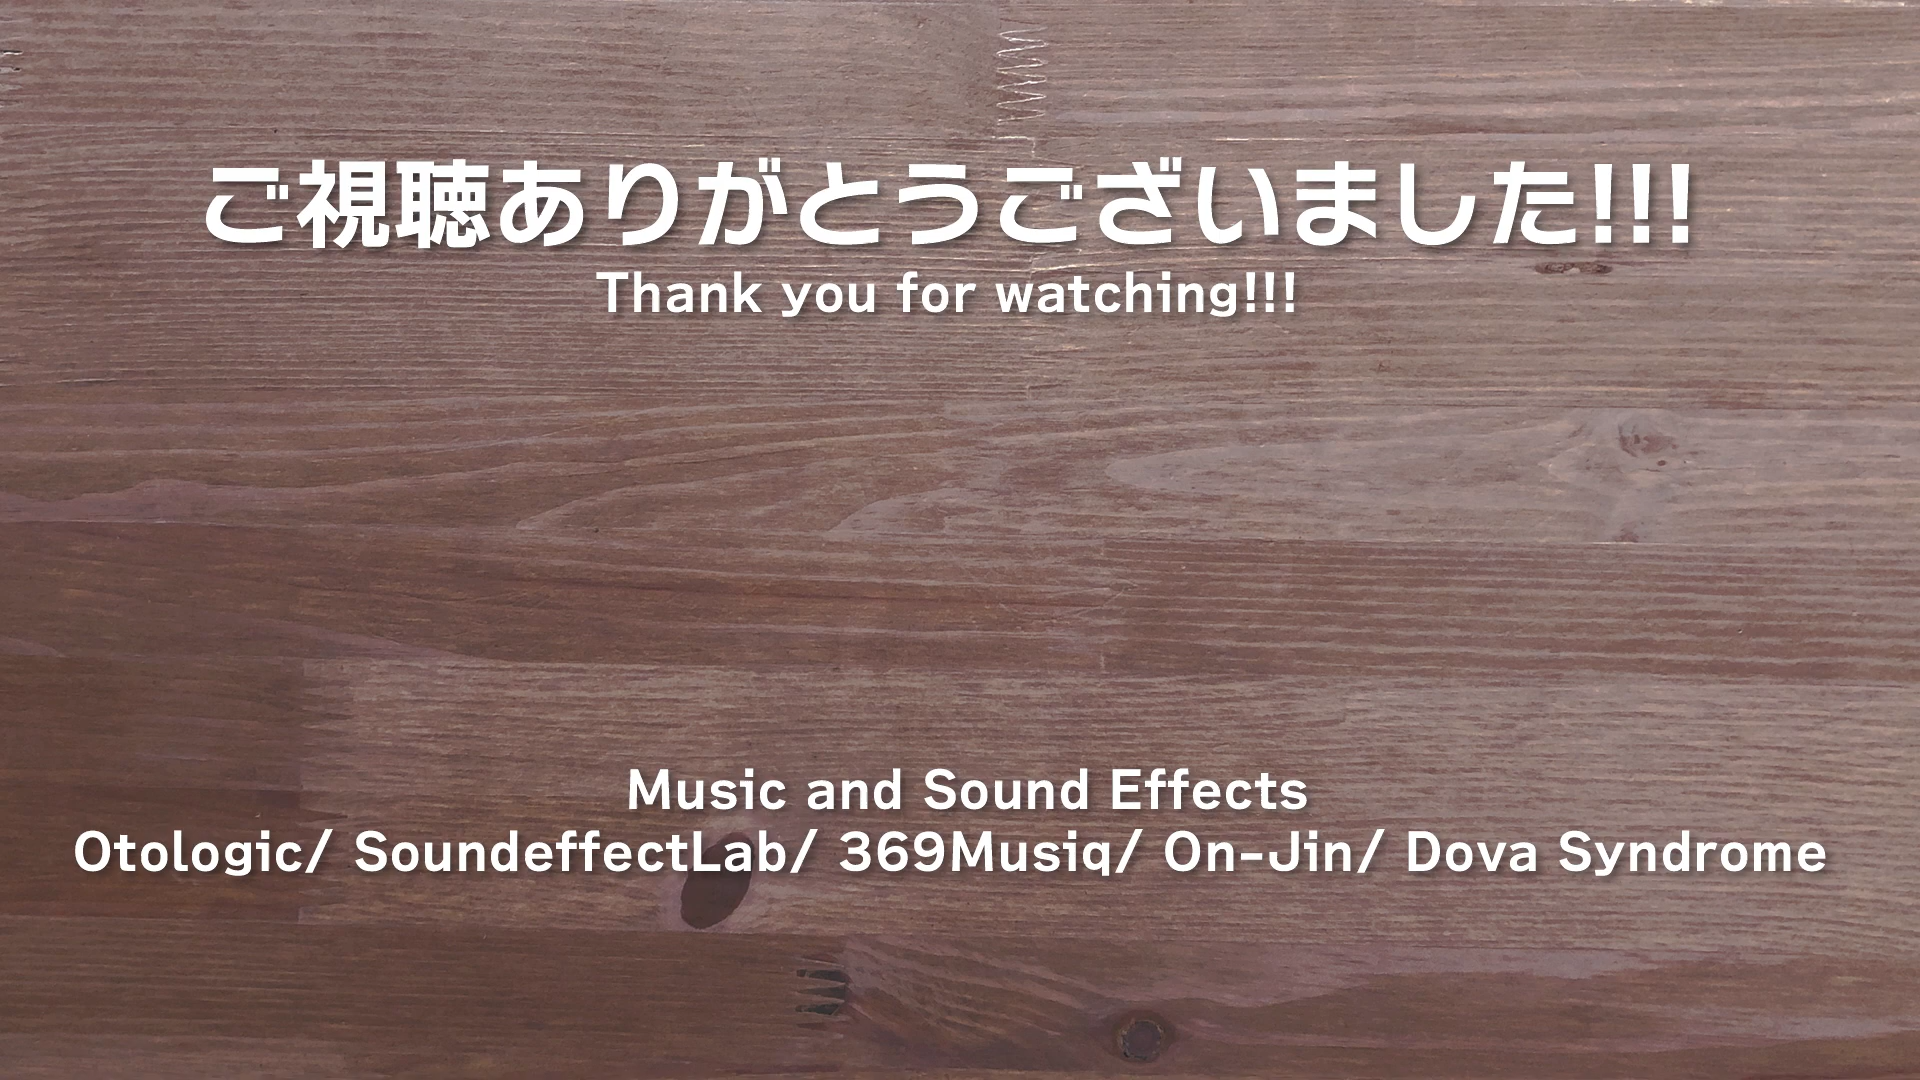 ご視聴ありがとうございました!!!
Thank you for watching!!!
Music and Sound Effects
Otologic/ SoundeffectLab/ 369Musiq/ On-Jin/ Dova Syndrome